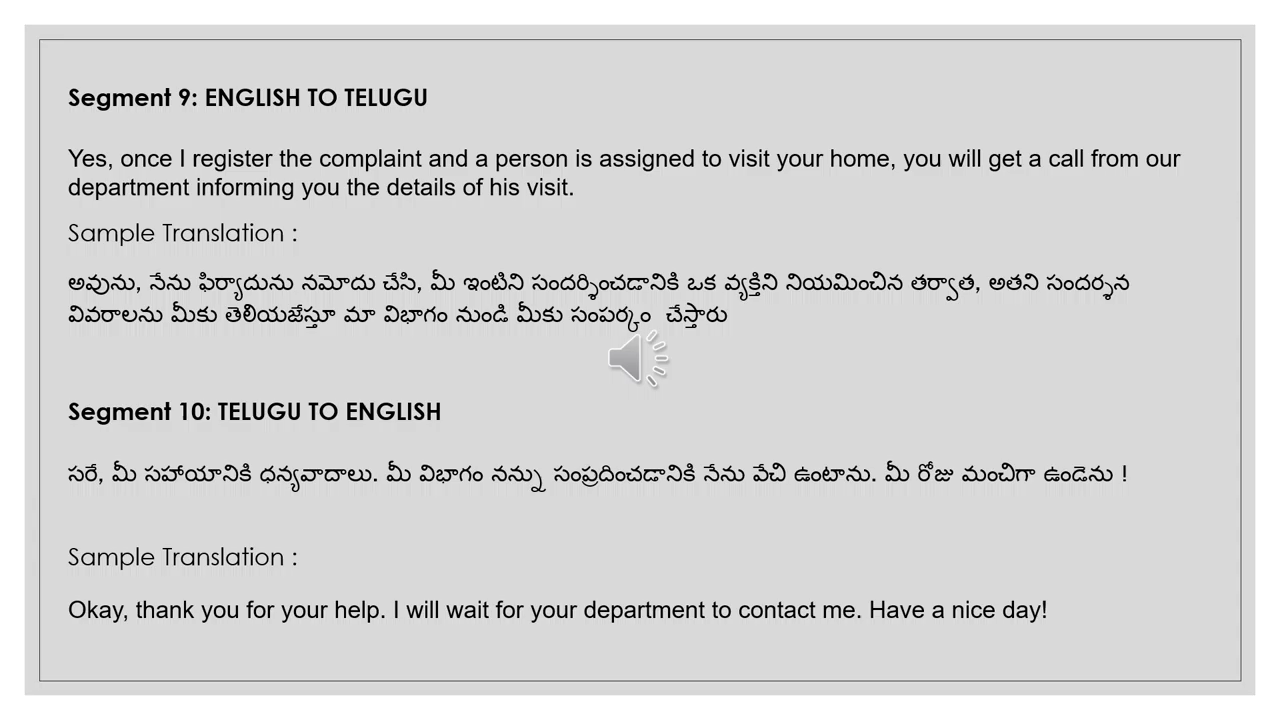 Segment 9: ENGLISH TO TELUGU
Yes, once I register the complaint and a person is assigned to visit your home, you will get a call from our
department informing you the details of his visit.
Sample Translation :
అవును, నేను ఫిర్యాదును నమోదు చేసి, మీ ఇంటిని సందర్శించడానికి ఒక వ్యక్తిని నియమించిన తర్వాత, అతని సందర్శన
వివరాలను మీకు తెలియజేస్తూ మా విభాగం నుండి మీకు సంపర్కం చేస్తారు
Segment 10: TELUGU TO ENGLISH
సరే, మీ సహాయానికి ధన్యవాదాలు. మీ విభాగం నన్ను సంప్రదించడానికి నేను వేచి ఉంటాను. మీ రోజు మంచిగా ఉండెను !
Sample Translation :
Okay, thank you for your help. I will wait for your department to contact me. Have a nice day!